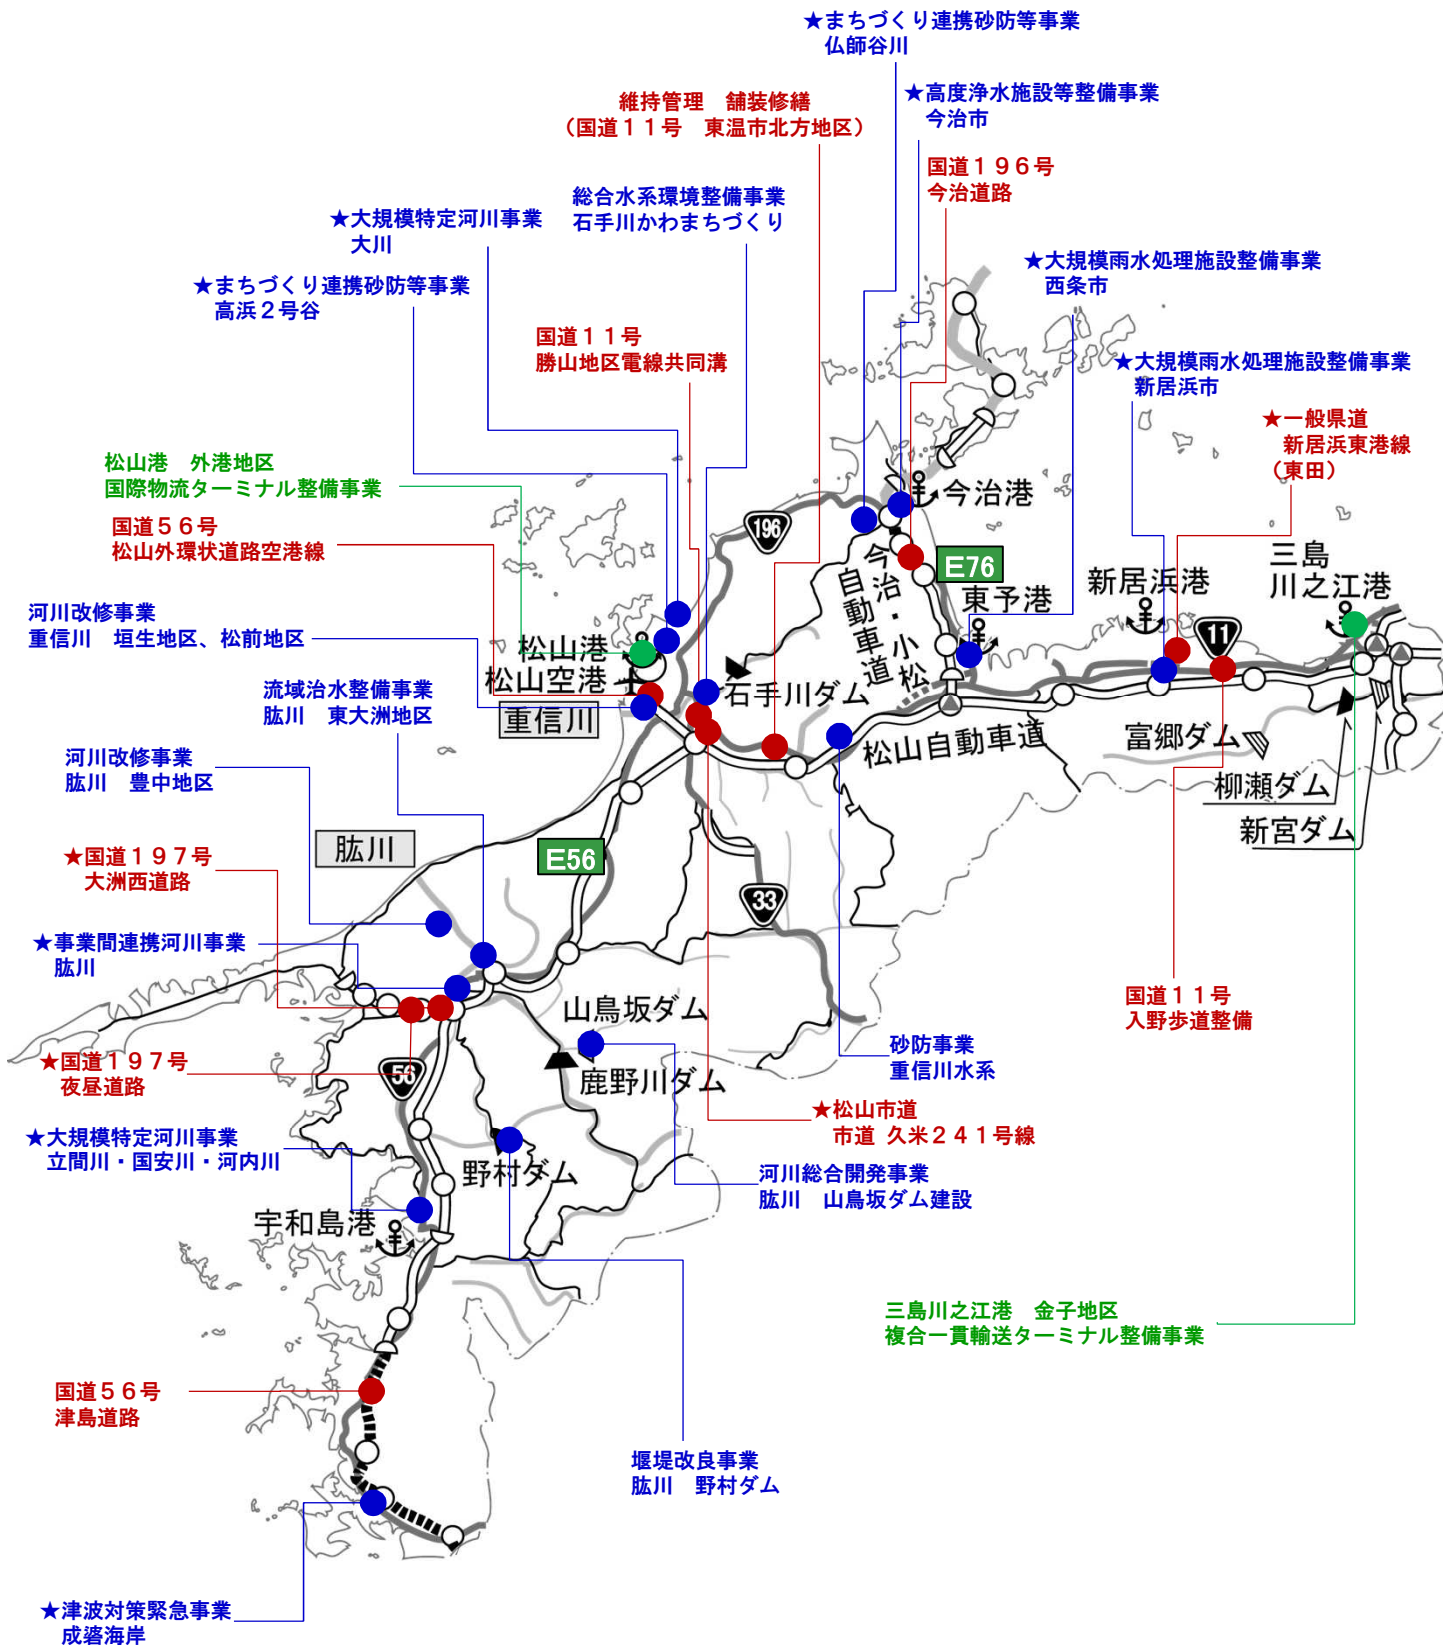 ★まちづくり連携砂防等事業
仏師谷川
★高度浄水施設等整備事業
今治市
維持管理　舗装修繕
（国道１１号　東温市北方地区）
国道１９６号
今治道路
総合水系環境整備事業
石手川かわまちづくり
★大規模特定河川事業
大川
★大規模雨水処理施設整備事業
西条市
★まちづくり連携砂防等事業
高浜２号谷
国道１１号
勝山地区電線共同溝
★大規模雨水処理施設整備事業
新居浜市
★一般県道
新居浜東港線
（東田）
松山港　外港地区
国際物流ターミナル整備事業
国道５６号
松山外環状道路空港線
196
今治港
E76
今治・小松
自動車道
東予港
新居浜港
三島
川之江港
11
河川改修事業
重信川　垣生地区、松前地区
松山港
松山空港
重信川
石手川ダム
松山自動車道
富郷ダム
柳瀬ダム
新宮ダム
流域治水整備事業
肱川　東大洲地区
河川改修事業
肱川　豊中地区
肱川
E56
33
★国道１９７号
大洲西道路
★事業間連携河川事業
肱川
国道１１号
入野歩道整備
山鳥坂ダム
鹿野川ダム
砂防事業
重信川水系
★国道１９７号
夜昼道路
56
★松山市道
市道 久米２４１号線
★大規模特定河川事業
立間川・国安川・河内川
野村ダム
河川総合開発事業
肱川　山鳥坂ダム建設
宇和島港
三島川之江港　金子地区
複合一貫輸送ターミナル整備事業
国道５６号
津島道路
堰堤改良事業
肱川　野村ダム
★津波対策緊急事業
成碆海岸